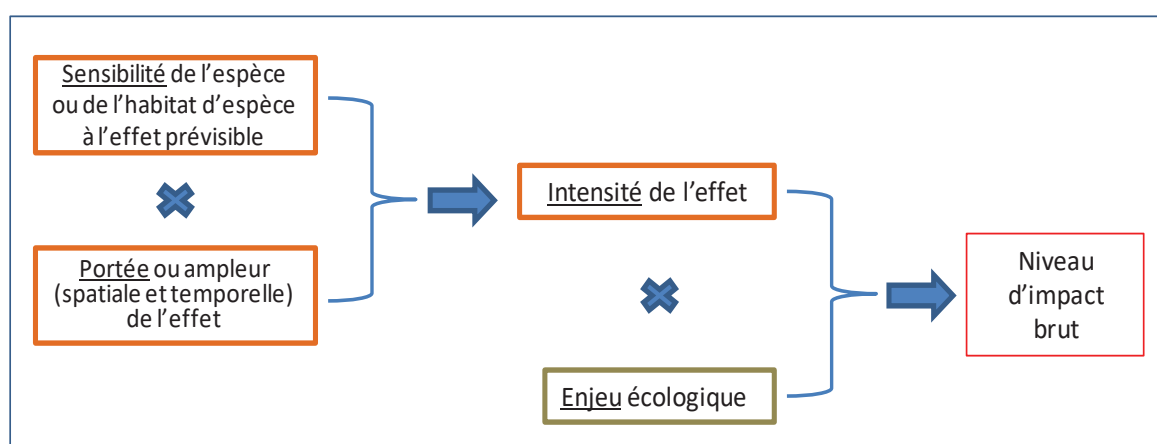 Sensibilité de l’espèce
ou de l’habitat d’espèce
à l’effet prévisible
Portée ou ampleur
(spatiale et temporelle)
de l’effet
Intensité de l’effet
Enjeu écologique
Niveau
d’impact
brut